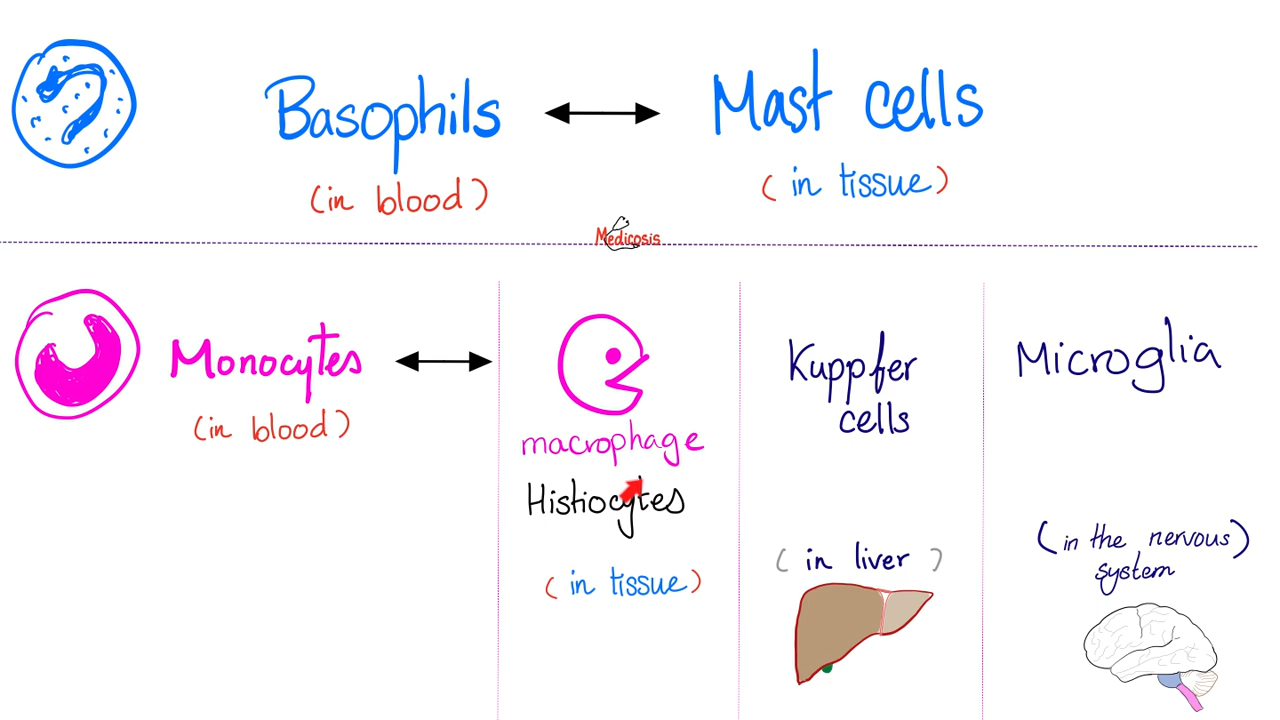 Basophils ↔ Mast cells
(in blood)
(in tissue)
Medicosis
Monocytes ↔
(in blood)
macrophage
Histiocytes
(in tissue)
Kuppfer
cells
(in liver)
Microglia
(in the nervous)
system